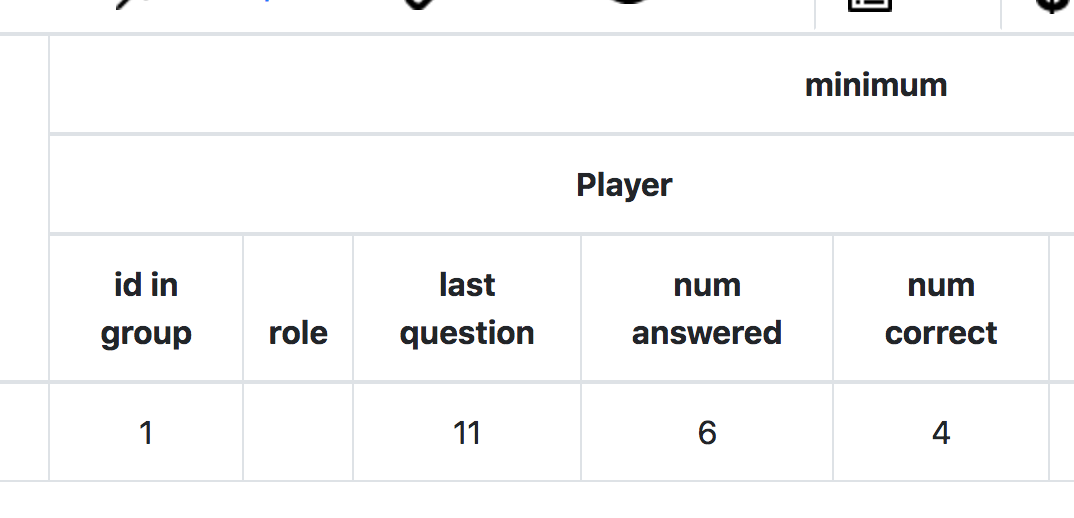 minimum
Player
id in group
role
last question
num answered
num correct
1
11
6
4